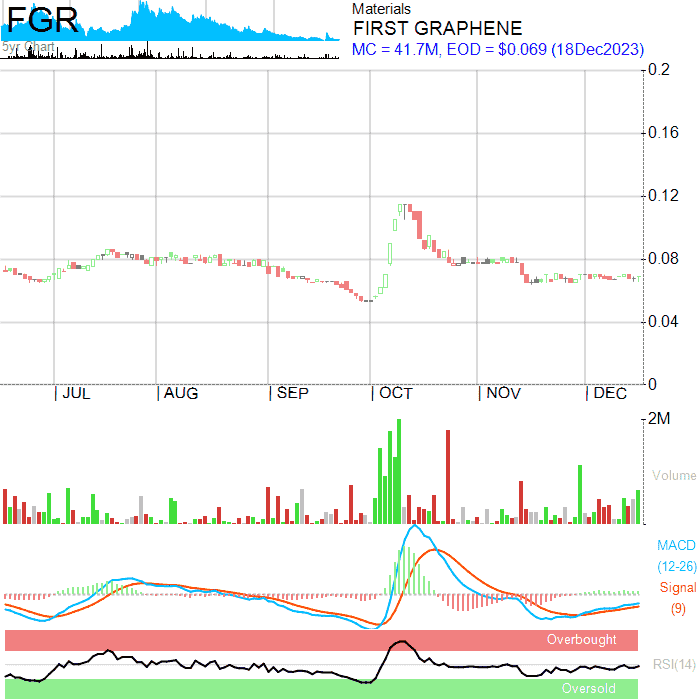 FGR
5yr Chart
Materials
FIRST GRAPHENE
MC = 41.7M, EOD = $0.069 (18Dec2023)
0.2
0.16
0.12
0.08
0.04
0
JUL AUG SEP OCT NOV DEC
2M
Volume
MACD
(12-26)
Signal
(9)
Overbought
RSI(14)
Oversold